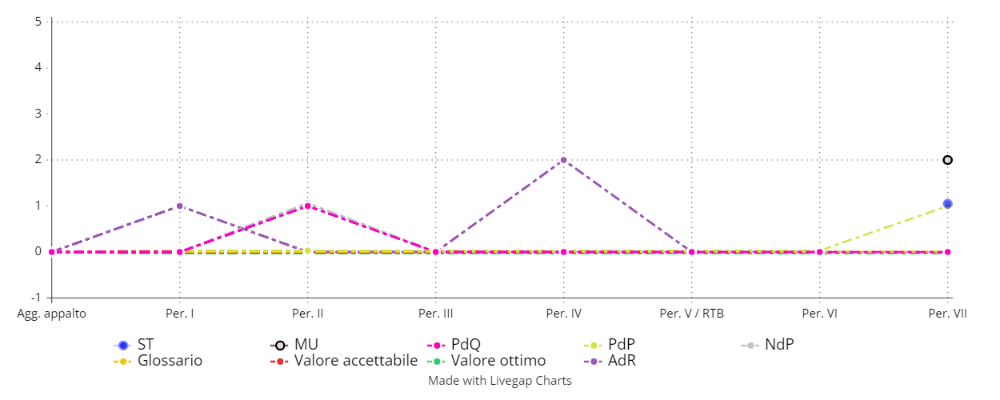 5
4
3
2
1
0
-1
Agg. appalto Per. I Per. II Per. III Per. IV Per. V / RTB Per. VI Per. VII
ST MU PdQ PdP NdP
Glossario Valore accettabile Valore ottimo AdR
Made with Livegap Charts